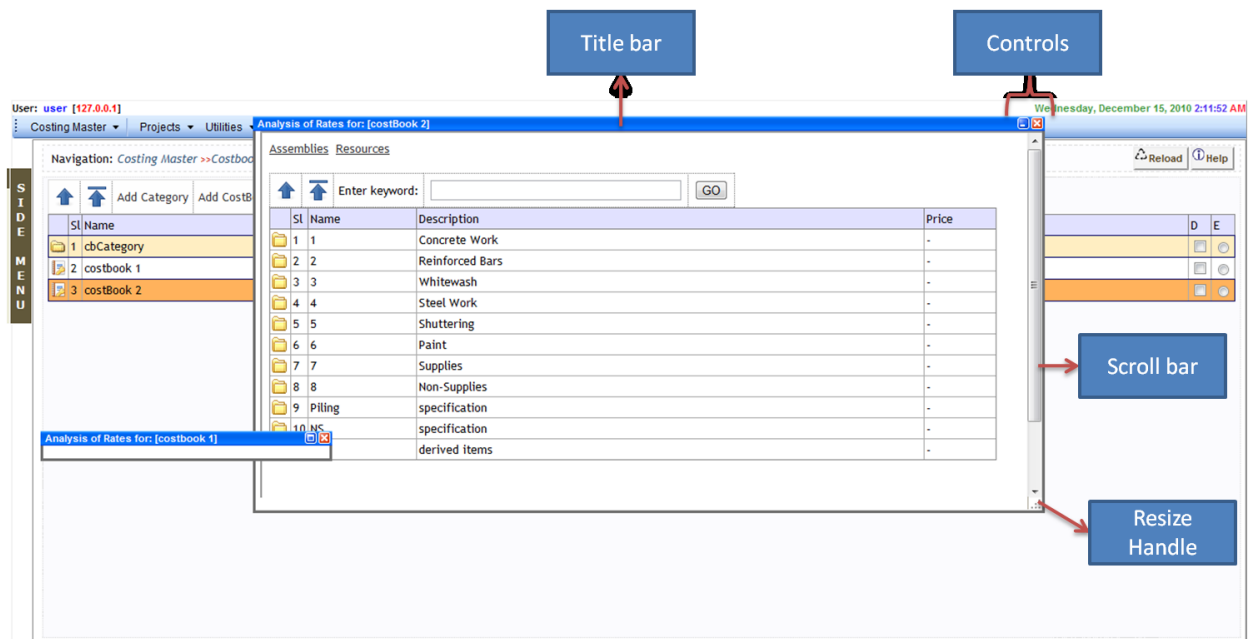 Title bar
Controls
User: user [127.0.0.1]
Wednesday, December 15, 2010 2:11:52 AM
Costing Master Projects Utilities
Analysis of Rates for: [costBook 2]
Navigation: Costing Master >>Costboo
Assemblies Resources
Reload Help
SIDE MENU
Add Category Add CostB
Enter keyword: GO
Sl Name
Sl Name Description Price
D E
1 cbCategory
2 costbook 1
3 costBook 2
1 1 Concrete Work -
2 2 Reinforced Bars -
3 3 Whitewash -
4 4 Steel Work -
5 5 Shuttering -
6 6 Paint -
7 7 Supplies -
8 8 Non-Supplies -
9 Piling specification -
10 NS specification -
derived items -
Analysis of Rates for: [costbook 1]
Scroll bar
Resize
Handle